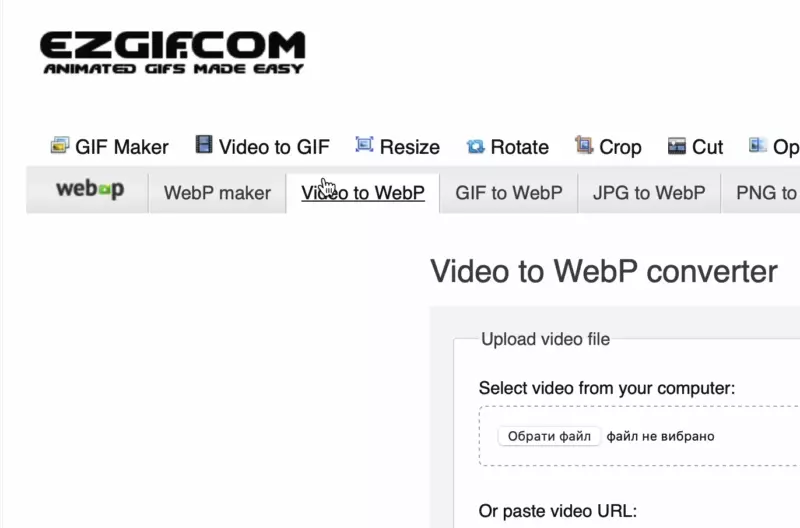 EZGIF.COM
ANIMATED GIFS MADE EASY
GIF Maker Video to GIF Resize Rotate Crop Cut Op
webp WebP maker Video to WebP GIF to WebP JPG to WebP PNG to
Video to WebP converter
Upload video file
Select video from your computer:
Обрати файл файл не вибрано
Or paste video URL: